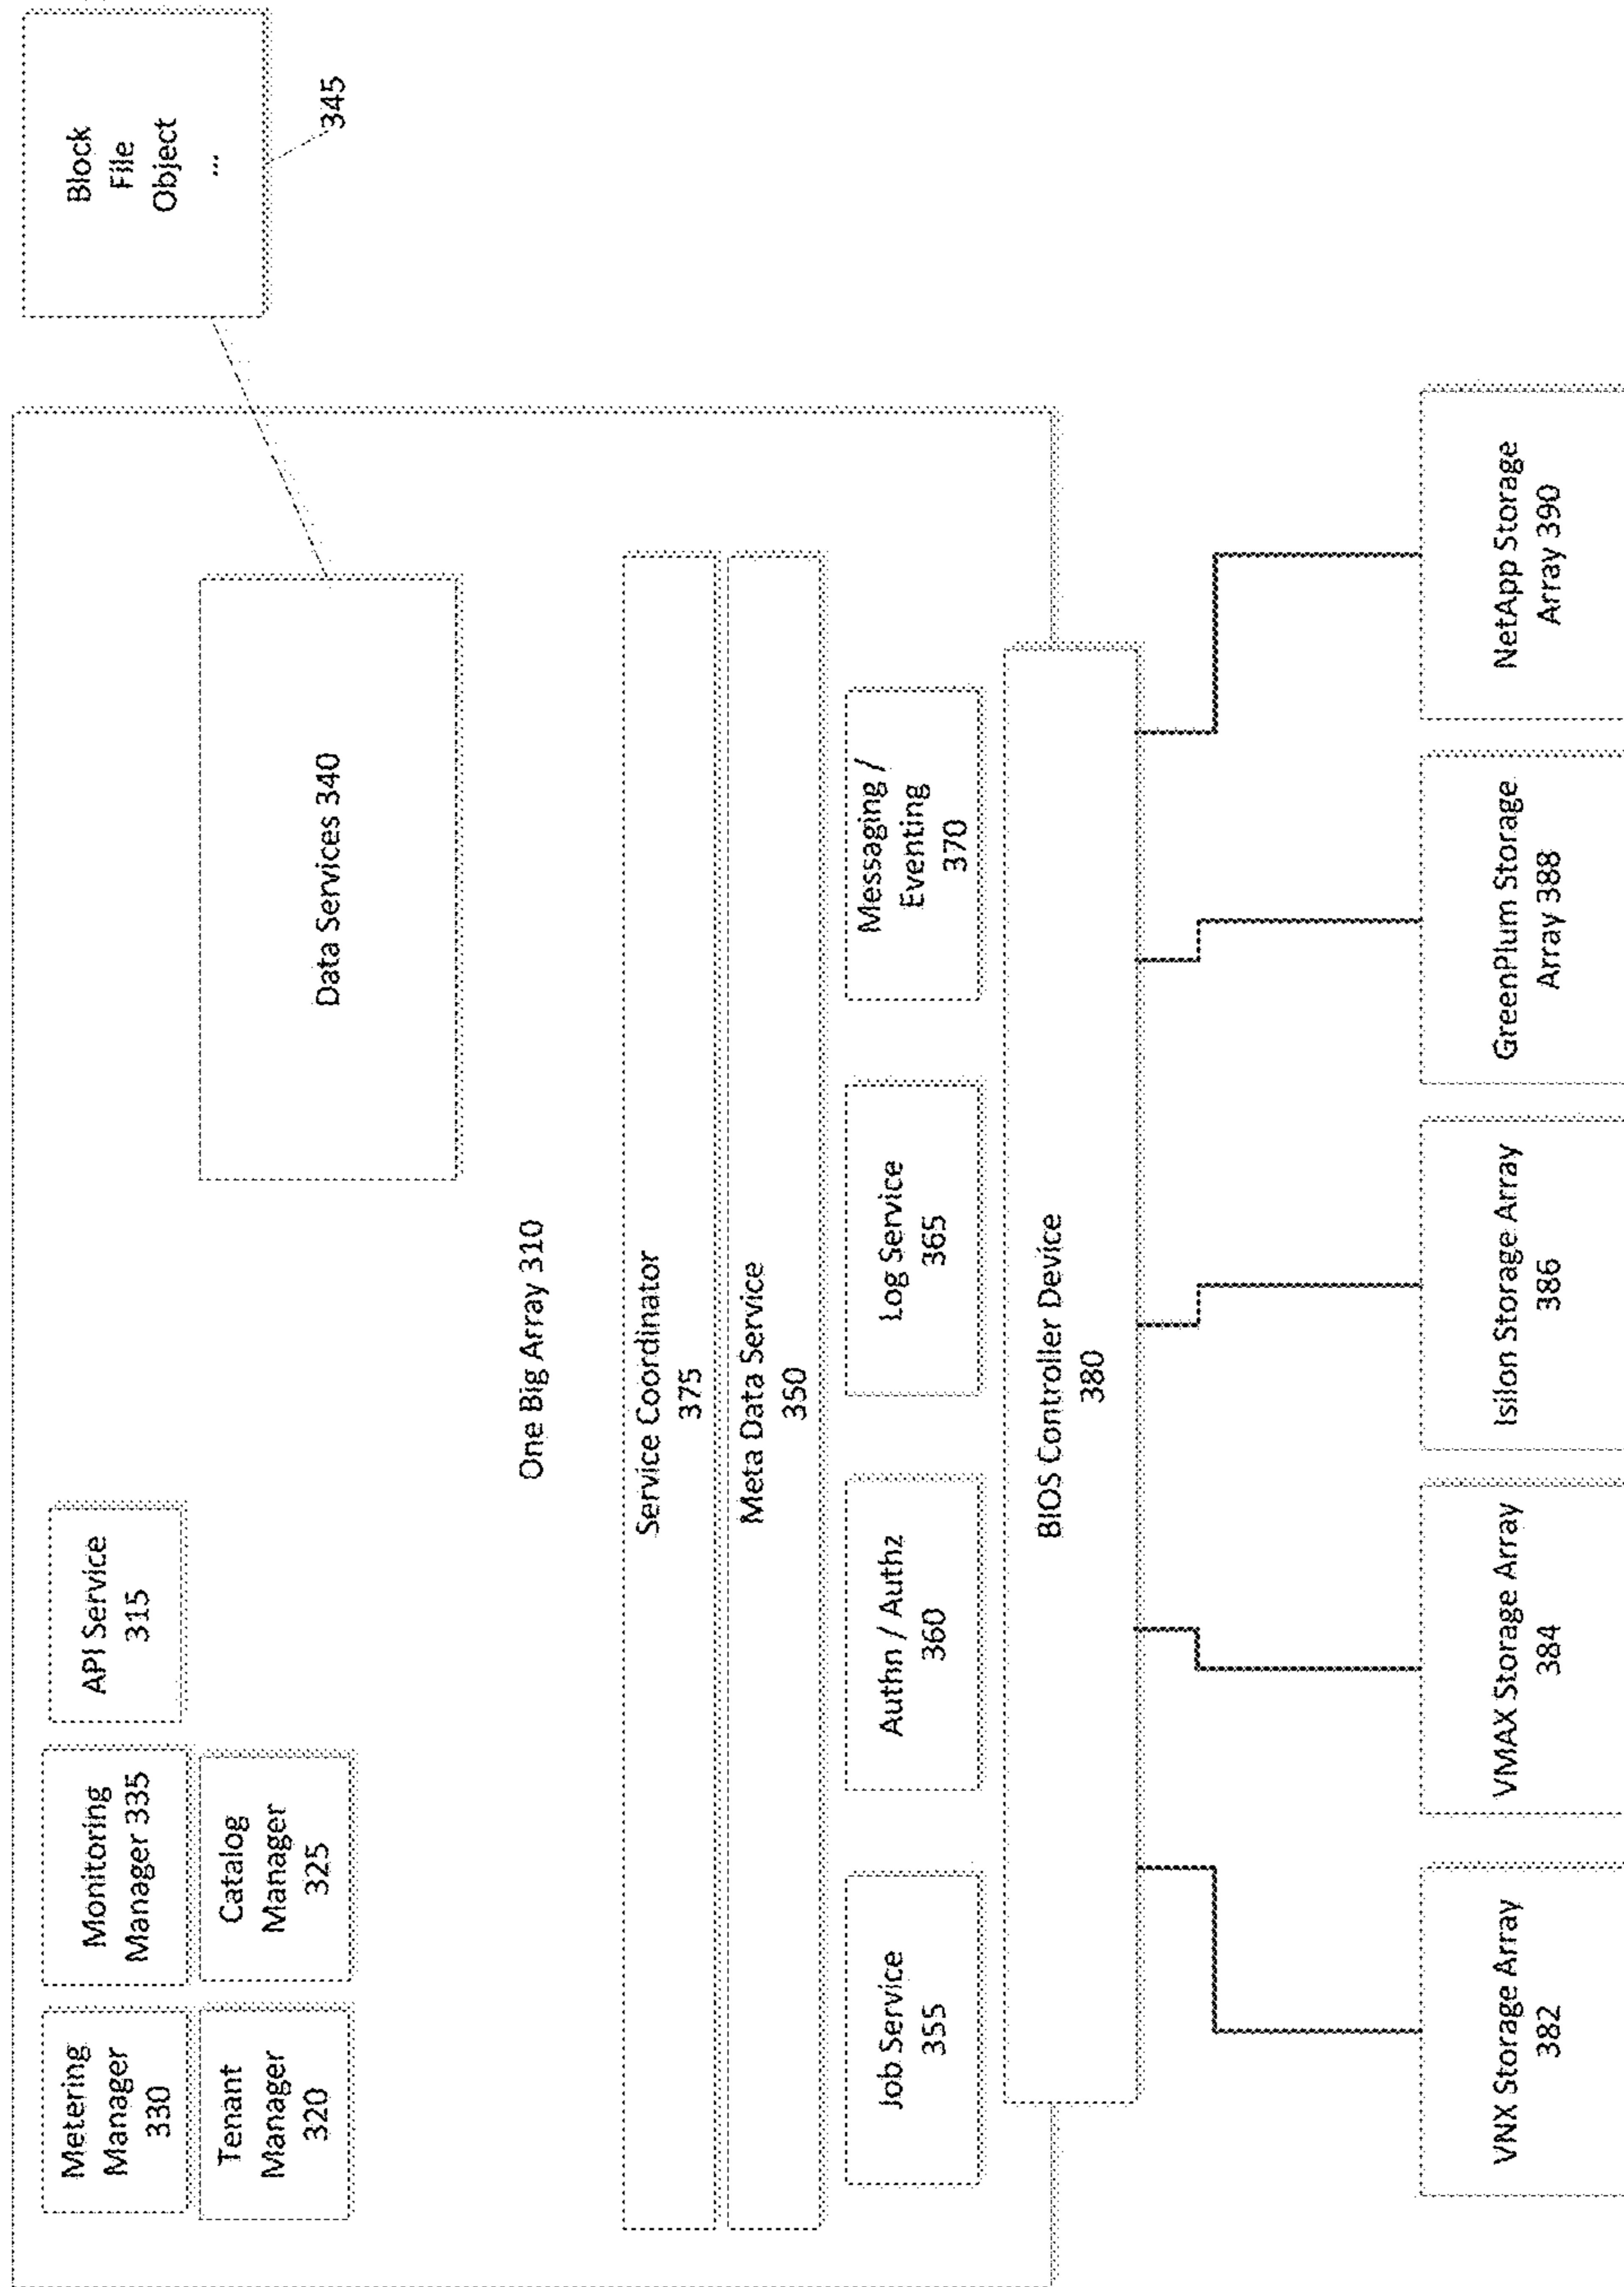 Metering
Manager
330
Monitoring
Manager 335
API Service
315
Tenant
Manager
320
Catalog
Manager
325
Data Services 340
Block
File
Object
...
345
One Big Array 310
Service Coordinator
375
Meta Data Service
350
Job Service
355
Authn / Authz
360
Log Service
365
Messaging /
Eventing
370
BIOS Controller Device
380
VNX Storage Array
382
VMAX Storage Array
384
Isilon Storage Array
386
GreenPlum Storage
Array 388
NetApp Storage
Array 390